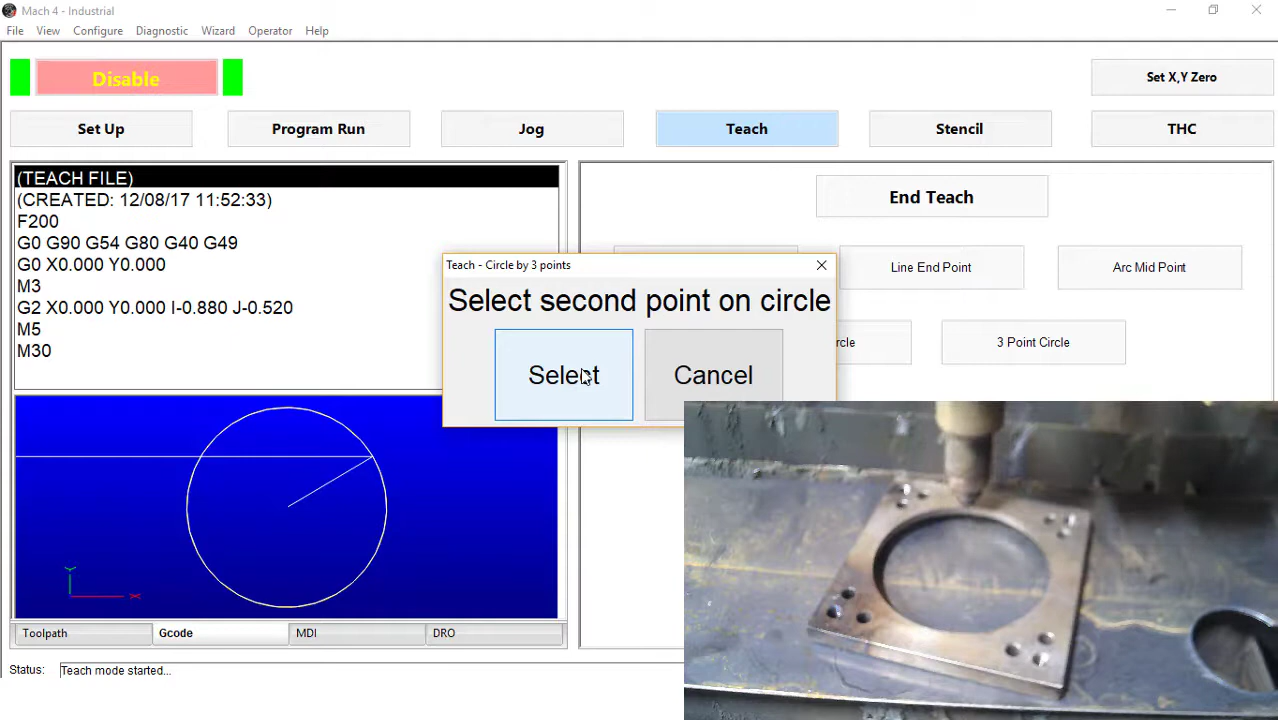 Mach 4 - Industrial
File View Configure Diagnostic Wizard Operator Help
Disable
Set X,Y Zero
Set Up
Program Run
Jog
Teach
Stencil
THC
(TEACH FILE)
(CREATED: 12/08/17 11:52:33)
F200
G0 G90 G54 G80 G40 G49
G0 X0.000 Y0.000
M3
G2 X0.000 Y0.000 I-0.880 J-0.520
M5
M30
End Teach
Line End Point
Arc Mid Point
rcle
3 Point Circle
Teach - Circle by 3 points
Select second point on circle
Select
Cancel
Toolpath
Gcode
MDI
DRO
Status:
Teach mode started...